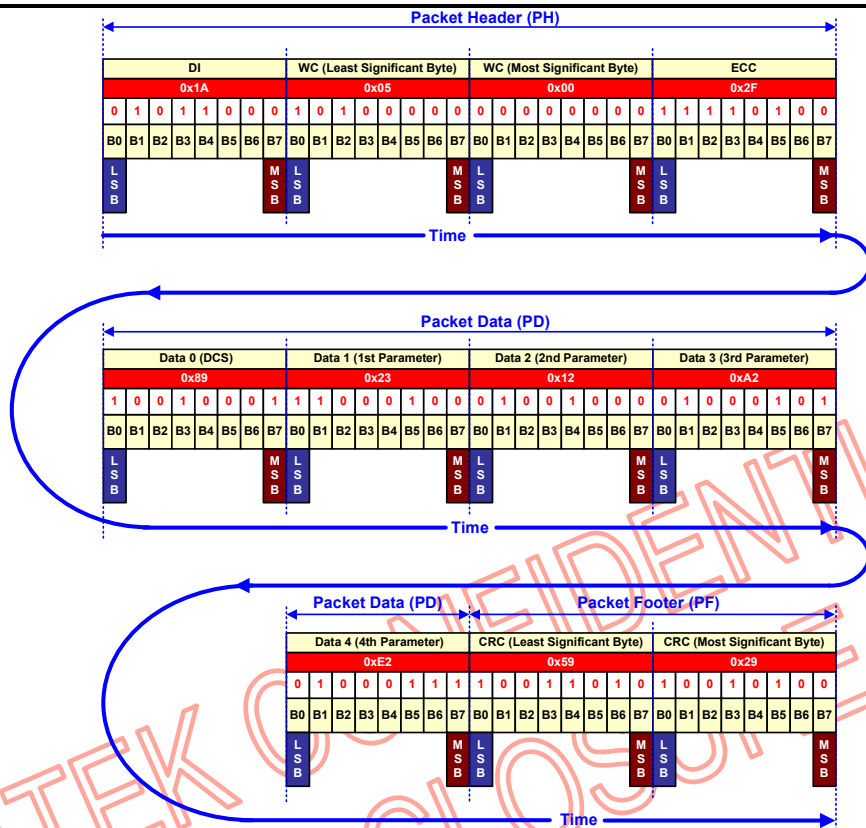 Packet Header (PH)
DI WC (Least Significant Byte) WC (Most Significant Byte) ECC
0x1A 0x05 0x00 0x2F
0 1 0 1 1 0 0 0 1 0 1 0 0 0 0 0 0 0 0 0 0 0 0 0 1 1 1 1 0 1 0 0
B0 B1 B2 B3 B4 B5 B6 B7 B0 B1 B2 B3 B4 B5 B6 B7 B0 B1 B2 B3 B4 B5 B6 B7 B0 B1 B2 B3 B4 B5 B6 B7
LSB MSB LSB MSB LSB MSB LSB MSB
Time
Packet Data (PD)
Data 0 (DCS) Data 1 (1st Parameter) Data 2 (2nd Parameter) Data 3 (3rd Parameter)
0x89 0x23 0x12 0xA2
1 0 0 1 0 0 0 1 1 1 0 0 0 1 0 0 0 1 0 0 1 0 0 0 0 1 0 0 0 1 0 1
B0 B1 B2 B3 B4 B5 B6 B7 B0 B1 B2 B3 B4 B5 B6 B7 B0 B1 B2 B3 B4 B5 B6 B7 B0 B1 B2 B3 B4 B5 B6 B7
LSB MSB LSB MSB LSB MSB LSB MSB
Time
Packet Data (PD) Packet Footer (PF)
Data 4 (4th Parameter) CRC (Least Significant Byte) CRC (Most Significant Byte)
0xE2 0x59 0x29
0 1 0 0 0 1 1 1 1 0 0 1 1 0 1 0 1 0 0 1 0 1 0 0
B0 B1 B2 B3 B4 B5 B6 B7 B0 B1 B2 B3 B4 B5 B6 B7 B0 B1 B2 B3 B4 B5 B6 B7
LSB MSB LSB MSB LSB MSB
Time